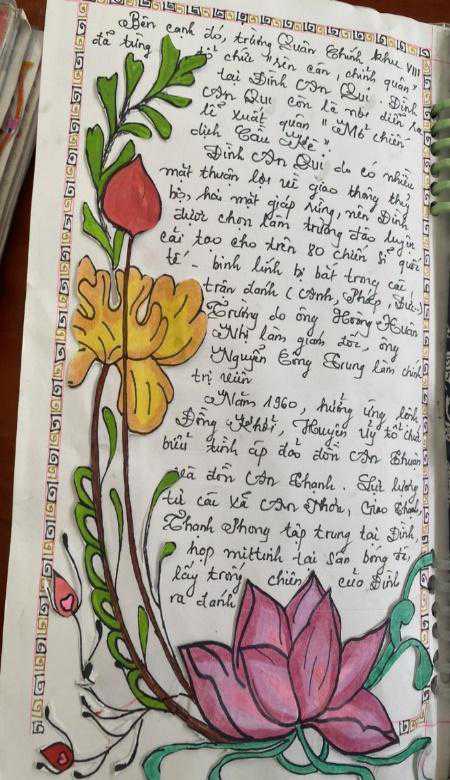 Bên cạnh đó, trường Quân Chính khu VIII
đã từng tổ chức "rèn cán, chỉnh quân"
tại Đình An Qui. Đình
An Qui còn là nơi diễn ra
lễ xuất quân "Mở chiến
dịch Cầu Kè".
Đình An Qui do có nhiều
mặt thuận lợi về giao thông thủy
bộ, hai mặt giáp rừng, nên Đình
được chọn làm trường đào luyện
cải tạo cho trên 80 chiến sĩ quốc
tế binh lính bị bắt trong các
trận đánh (Anh, Pháp, Đức.)
Trường do ông Hoàng Xuân
Nhị làm giám đốc, ông
Nguyễn Công Trung làm chính
trị viên
Năm 1960, hưởng ứng lệnh
Đồng Khởi, Huyện Ủy tổ chức
biểu tình áp đảo đồn An Thuận
và đồn An Thạnh. Lực lượng
từ các xã An Nhơn, Giao Thạnh
Thạnh Phong tập trung tại Đình,
họp mittinh tại sân bóng đá,
lấy trống chiến của Đình
ra đánh